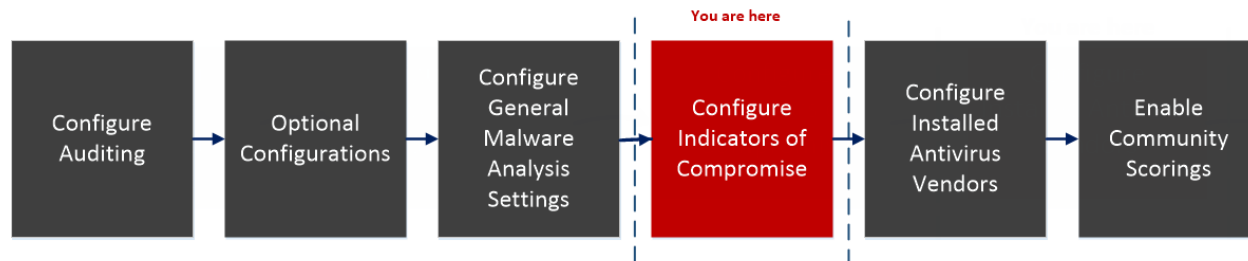 You are here
Configure
Auditing
Optional
Configurations
Configure
General
Malware
Analysis
Settings
Configure
Indicators of
Compromise
Configure
Installed
Antivirus
Vendors
Enable
Community
Scorings